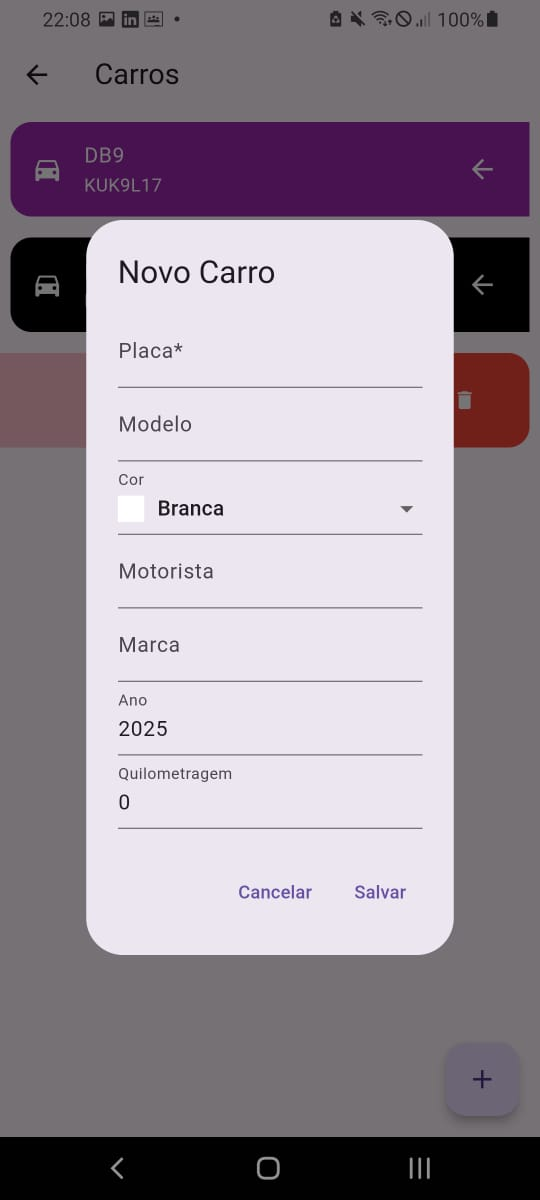 22:08
100%
Carros
DB9
KUK9L17
Novo Carro
Placa*
Modelo
Cor
Branca
Motorista
Marca
Ano
2025
Quilometragem
0
Cancelar
Salvar